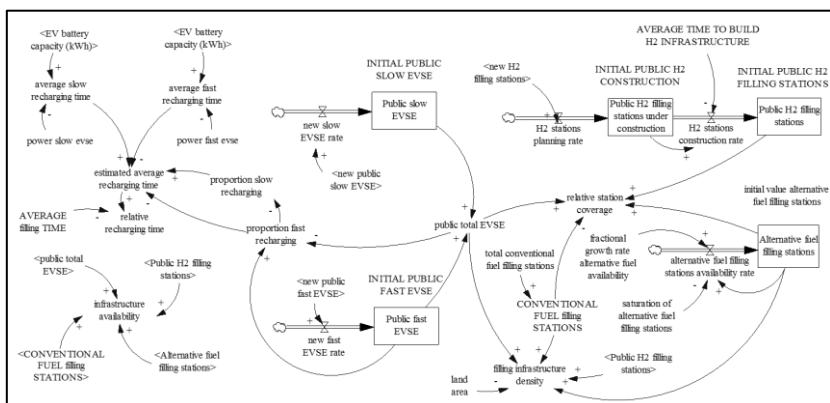 <EV battery
capacity (kWh)>
<EV battery
capacity (kWh)>
average slow
recharging time
average fast
recharging time
power slow evse
power fast evse
estimated average
recharging time
proportion slow
recharging
AVERAGE
filling TIME
relative
recharging time
proportion fast
recharging
<public total
EVSE>
<Public H2 filling
stations>
infrastructure
availability
<CONVENTIONAL
FUEL filling
STATIONS>
<Alternative fuel
filling stations>
INITIAL PUBLIC
SLOW EVSE
Public slow
EVSE
new slow
EVSE rate
<new public
slow EVSE>
public total EVSE
<new public
fast EVSE>
INITIAL PUBLIC
FAST EVSE
Public fast
EVSE
new fast
EVSE rate
AVERAGE TIME TO BUILD
H2 INFRASTRUCTURE
<new H2
filling stations>
INITIAL PUBLIC H2
CONSTRUCTION
INITIAL PUBLIC H2
FILLING STATIONS
Public H2 filling
stations under
construction
Public H2 filling
stations
H2 stations
planning rate
H2 stations
construction rate
relative station
coverage
initial value alternative
fuel filling stations
fractional
growth rate
alternative fuel
availability
Alternative fuel
filling stations
alternative fuel filling
stations availability rate
total conventional
fuel filling stations
CONVENTIONAL
FUEL filling
STATIONS
saturation of
alternative fuel
filling stations
<Public H2 filling
stations>
filling infrastructure
density
land
area